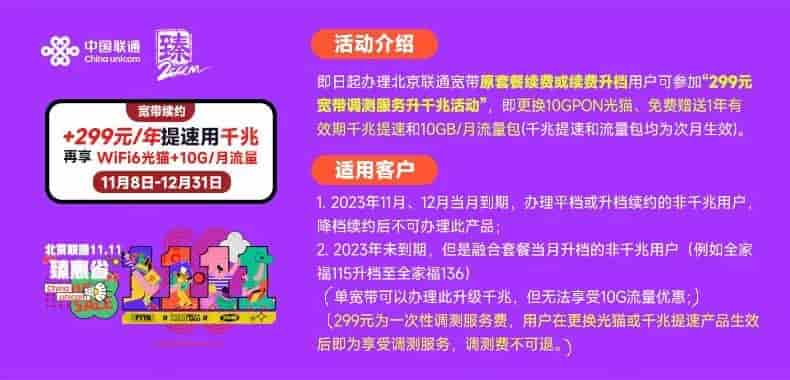 中国联通
China unicom
臻
宽带续约
+299元/年提速用千兆
再享 WiFi6光猫+10G/月流量
11月8日-12月31日
北京联通11.11
臻惠省
China
unicom
SALE
11.11
活动介绍
即日起办理北京联通宽带原套餐续费或续费升档用户可参加“299元
宽带调测服务升千兆活动”，即更换10GPON光猫、免费赠送1年有
效期千兆提速和10GB/月流量包(千兆提速和流量包均为次月生效)。
适用客户
1. 2023年11月、12月当月到期，办理平档或升档续约的非千兆用户，
降档续约后不可办理此产品；
2. 2023年未到期，但是融合套餐当月升档的非千兆用户（例如全家
福115升档至全家福136）
（单宽带可以办理此升级千兆，但无法享受10G流量优惠；）
（299元为一次性调测服务费，用户在更换光猫或千兆提速产品生效
后即为享受调测服务，调测费不可退。）